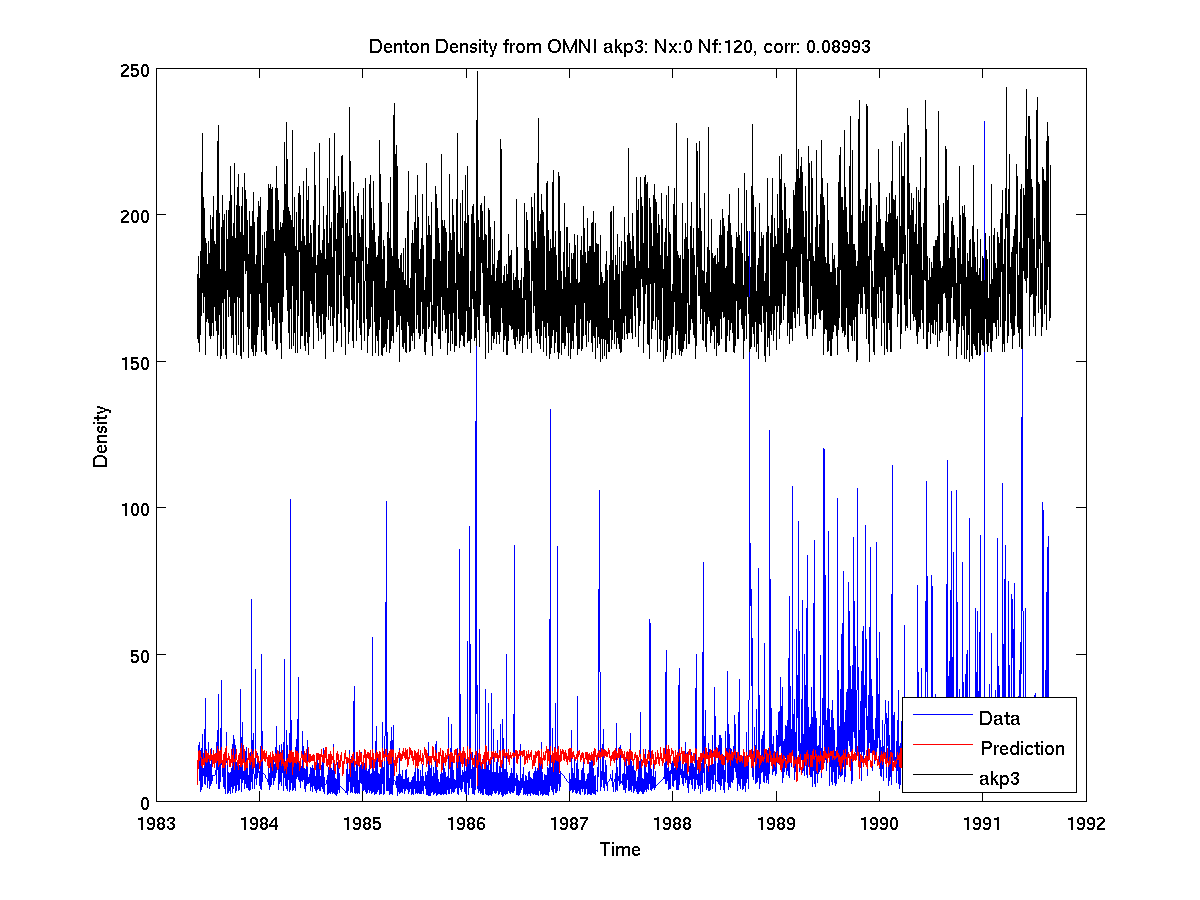 Denton Density from OMNI akp3: Nx:0 Nf:120, corr: 0.08993
250
200
150
100
50
0
Density
1983 1984 1985 1986 1987 1988 1989 1990 1991 1992
Time
Data
Prediction
akp3